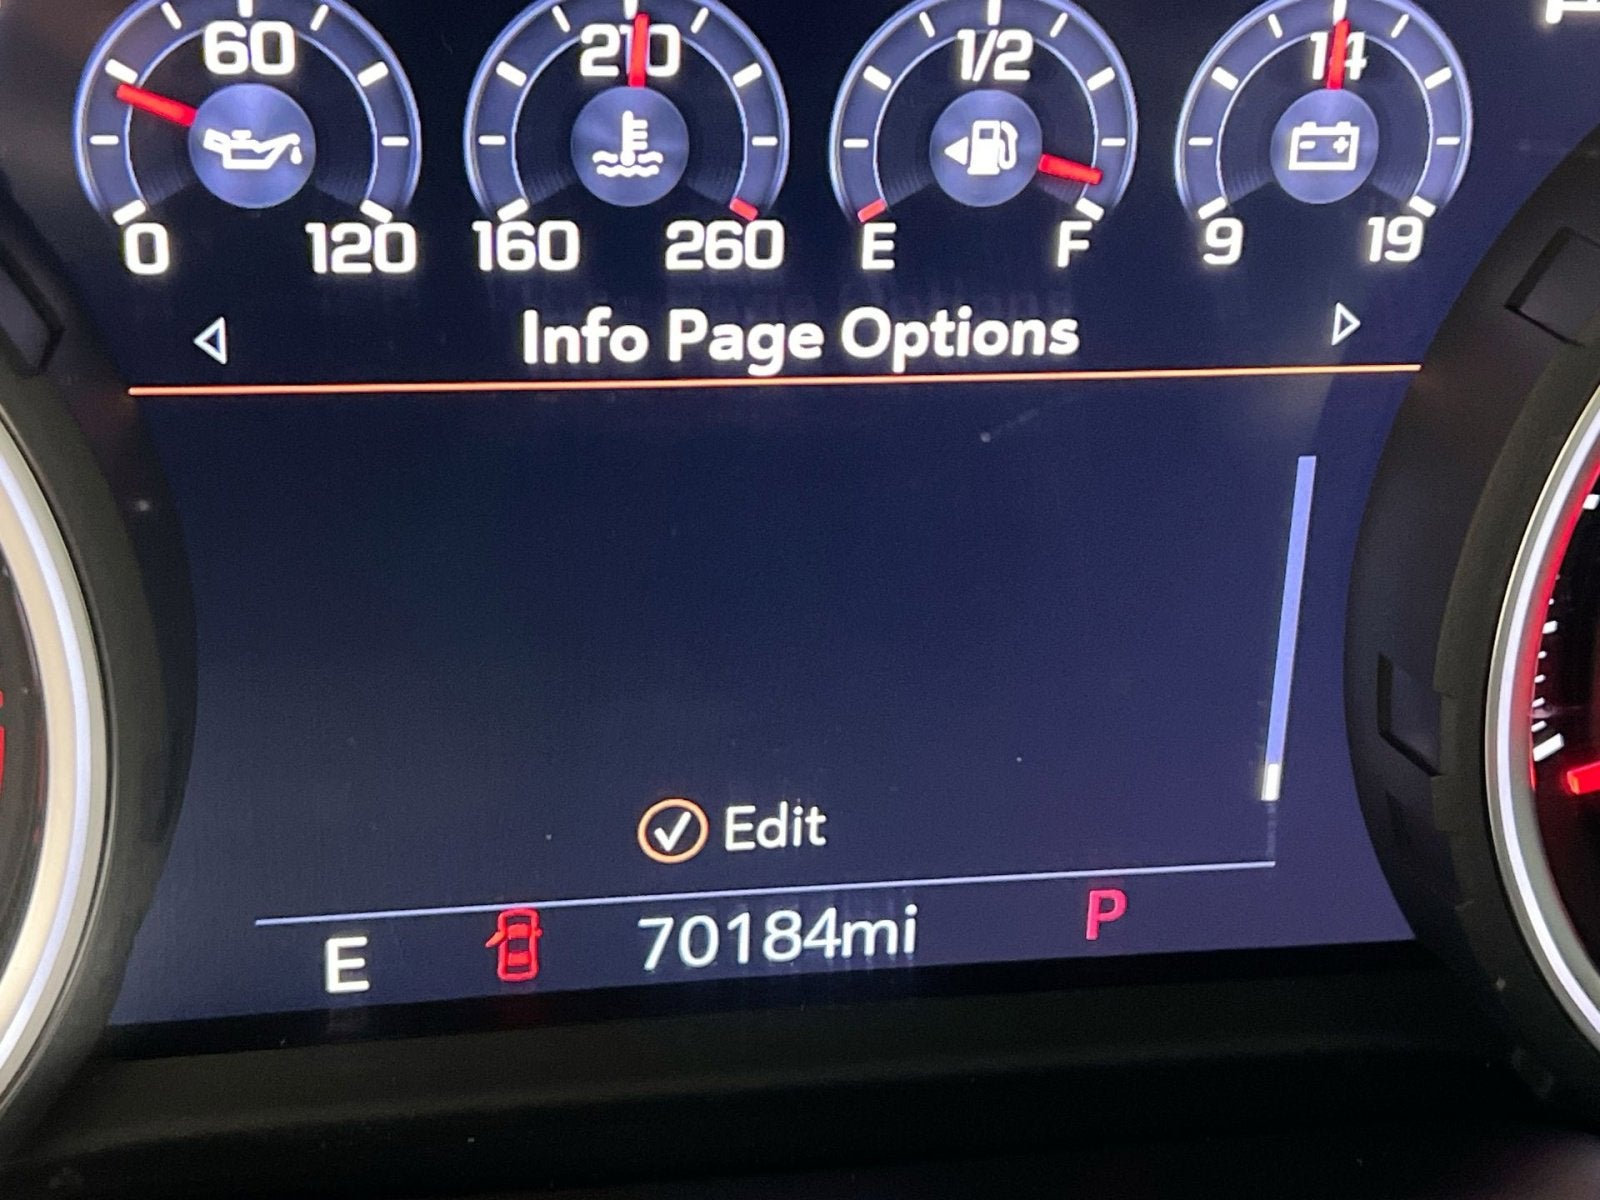 60 210 1/2 14
0 120 160 260 E F 9 19
Info Page Options
Edit
E 70184mi P